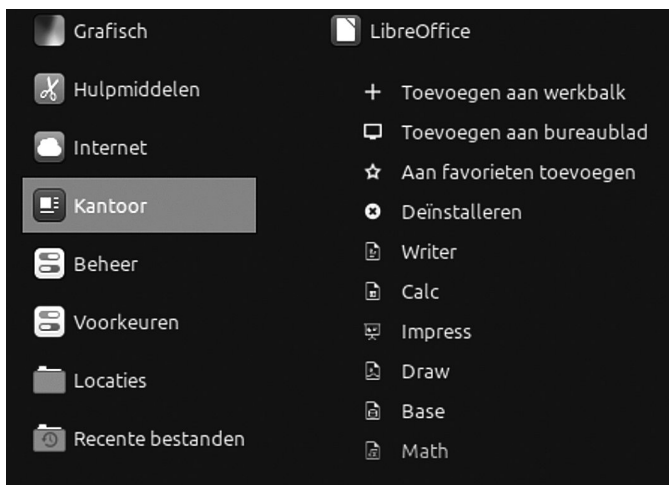 Grafisch
Hulpmiddelen
Internet
Kantoor
Beheer
Voorkeuren
Locaties
Recente bestanden
LibreOffice
Toevoegen aan werkbalk
Toevoegen aan bureaublad
Aan favorieten toevoegen
Deïnstalleren
Writer
Calc
Impress
Draw
Base
Math